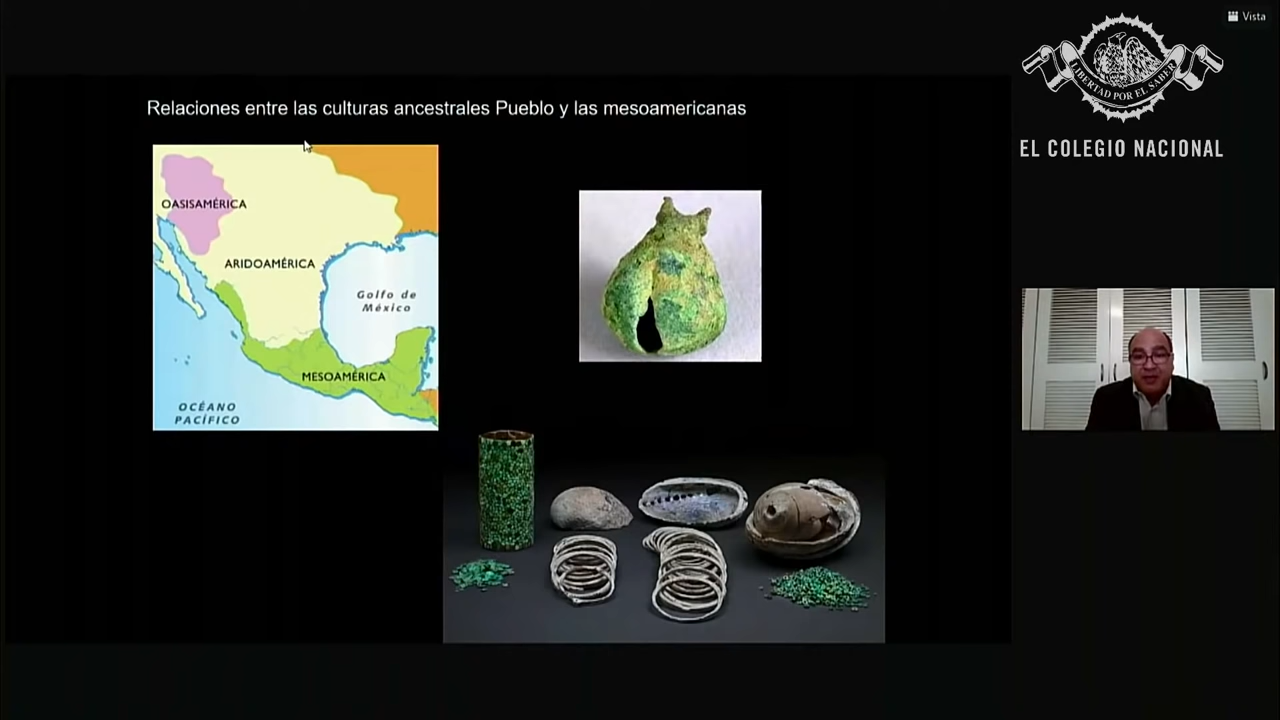 Vista
LIBERTAD POR EL SABER
EL COLEGIO NACIONAL
Relaciones entre las culturas ancestrales Pueblo y las mesoamericanas
OASISAMÉRICA
ARIDOAMÉRICA
Golfo de
México
MESOAMÉRICA
OCÉANO
PACÍFICO